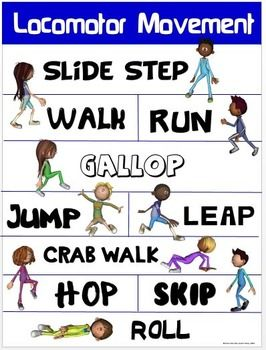 Locomotor Movement
SLIDE STEP
WALK RUN
GALLOP
JUMP LEAP
CRAB WALK
HOP SKIP
ROLL